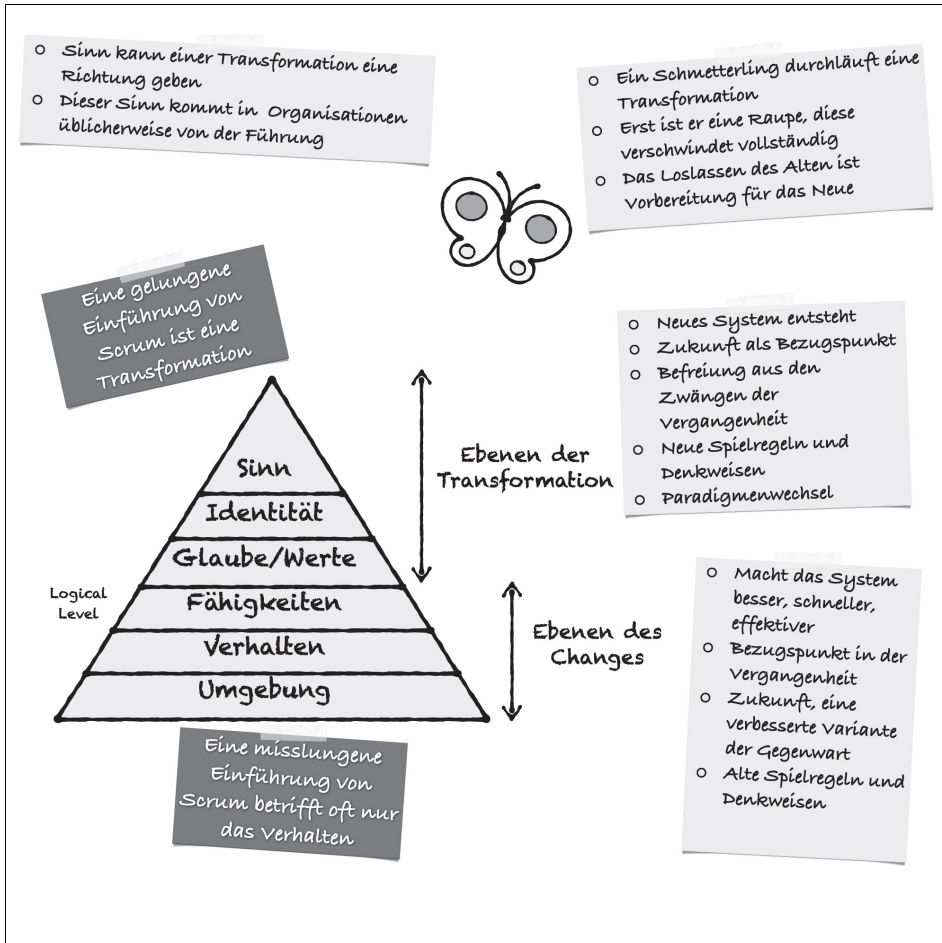 ○ Sinn kann einer Transformation eine
Richtung geben
○ Dieser Sinn kommt in Organisationen
üblicherweise von der Führung
○ Ein Schmetterling durchläuft eine
Transformation
○ Erst ist er eine Raupe, diese
verschwindet vollständig
○ Das Loslassen des Alten ist
Vorbereitung für das Neue
Eine gelungene
Einführung von
Scrum ist eine
Transformation
○ Neues System entsteht
○ Zukunft als Bezugspunkt
○ Befreiung aus den
Zwängen der
Vergangenheit
○ Neue Spielregeln und
Denkweisen
○ Paradigmenwechsel
Ebenen der
Transformation
Sinn
Identität
Glaube/Werte
Logical
Level
Fähigkeiten
Verhalten
Umgebung
Ebenen des
Changes
○ Macht das System
besser, schneller,
effektiver
○ Bezugspunkt in der
Vergangenheit
○ Zukunft, eine
verbesserte Variante
der Gegenwart
○ Alte Spielregeln und
Denkweisen
Eine misslungene
Einführung von
Scrum betrifft oft nur
das Verhalten